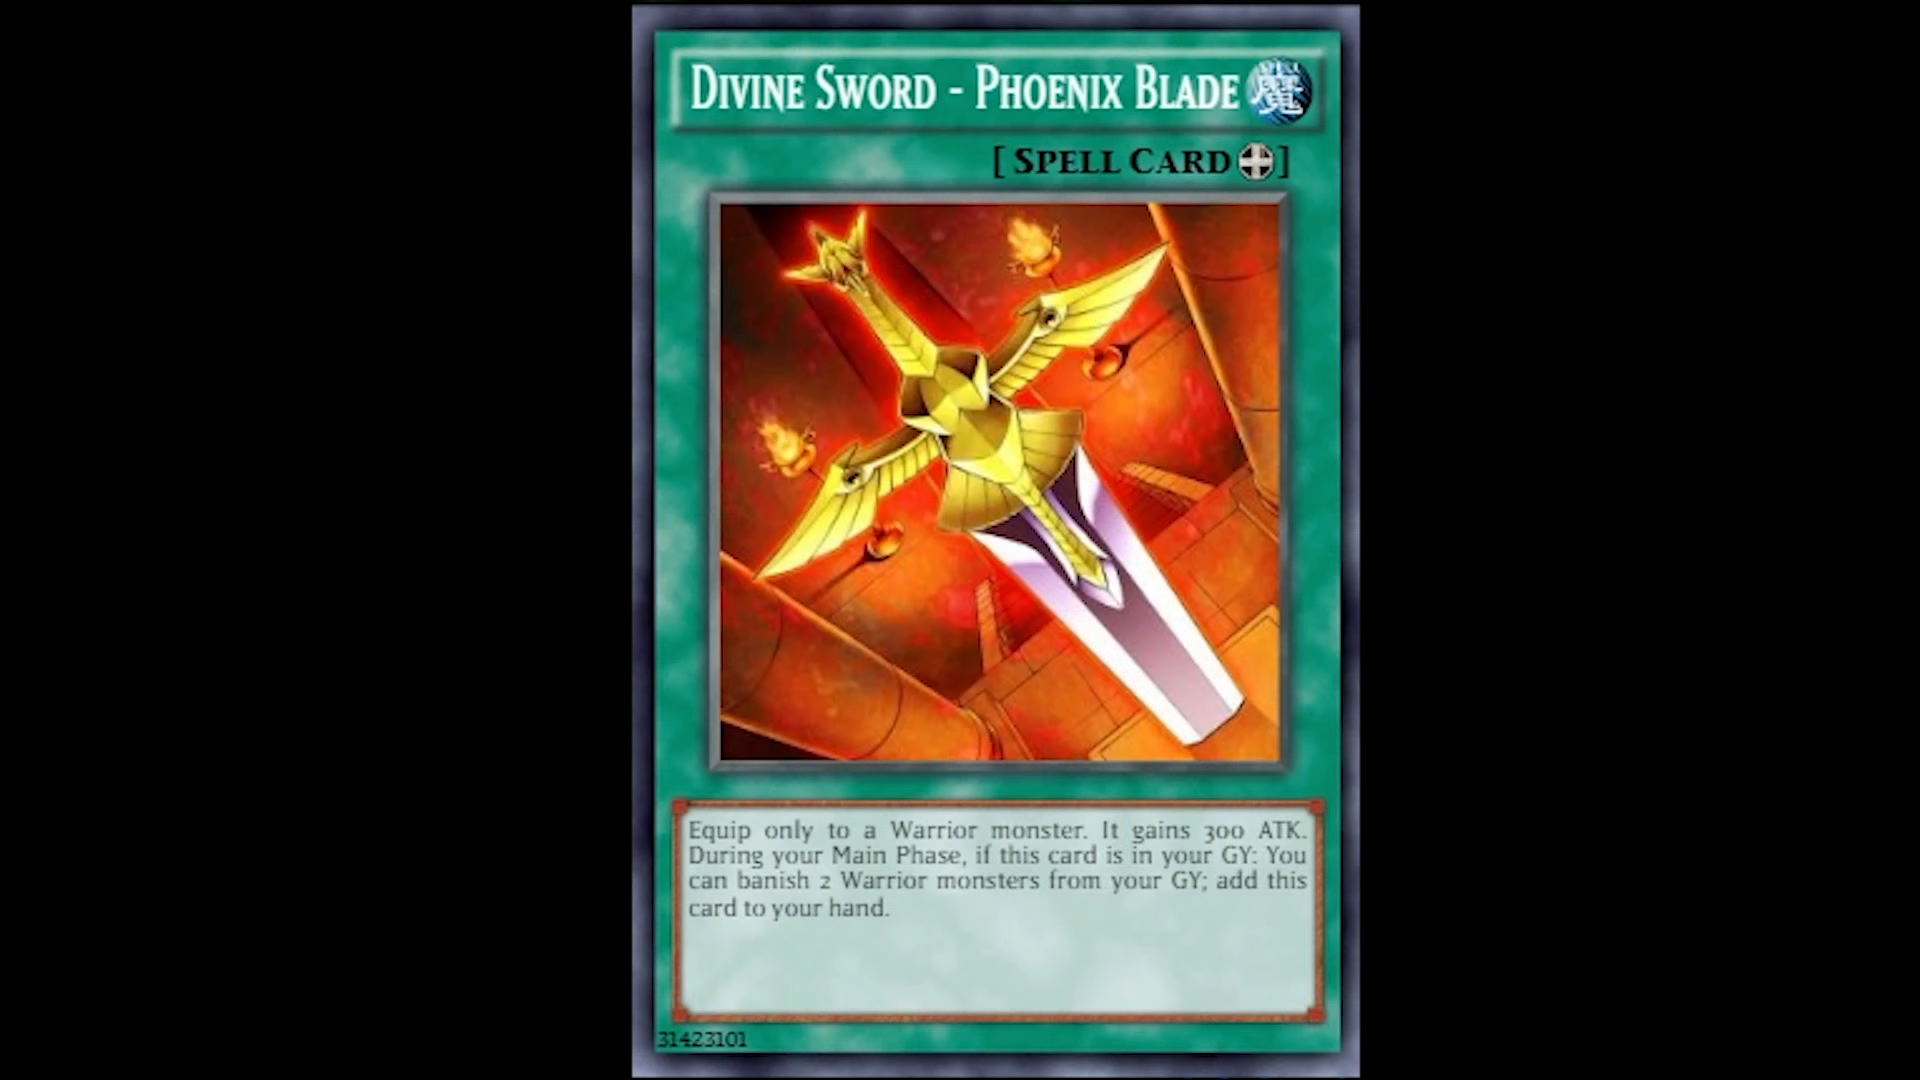 Divine Sword - Phoenix Blade 魔
[ Spell Card ]
Equip only to a Warrior monster. It gains 300 ATK.
During your Main Phase, if this card is in your GY: You
can banish 2 Warrior monsters from your GY; add this
card to your hand.
31423101